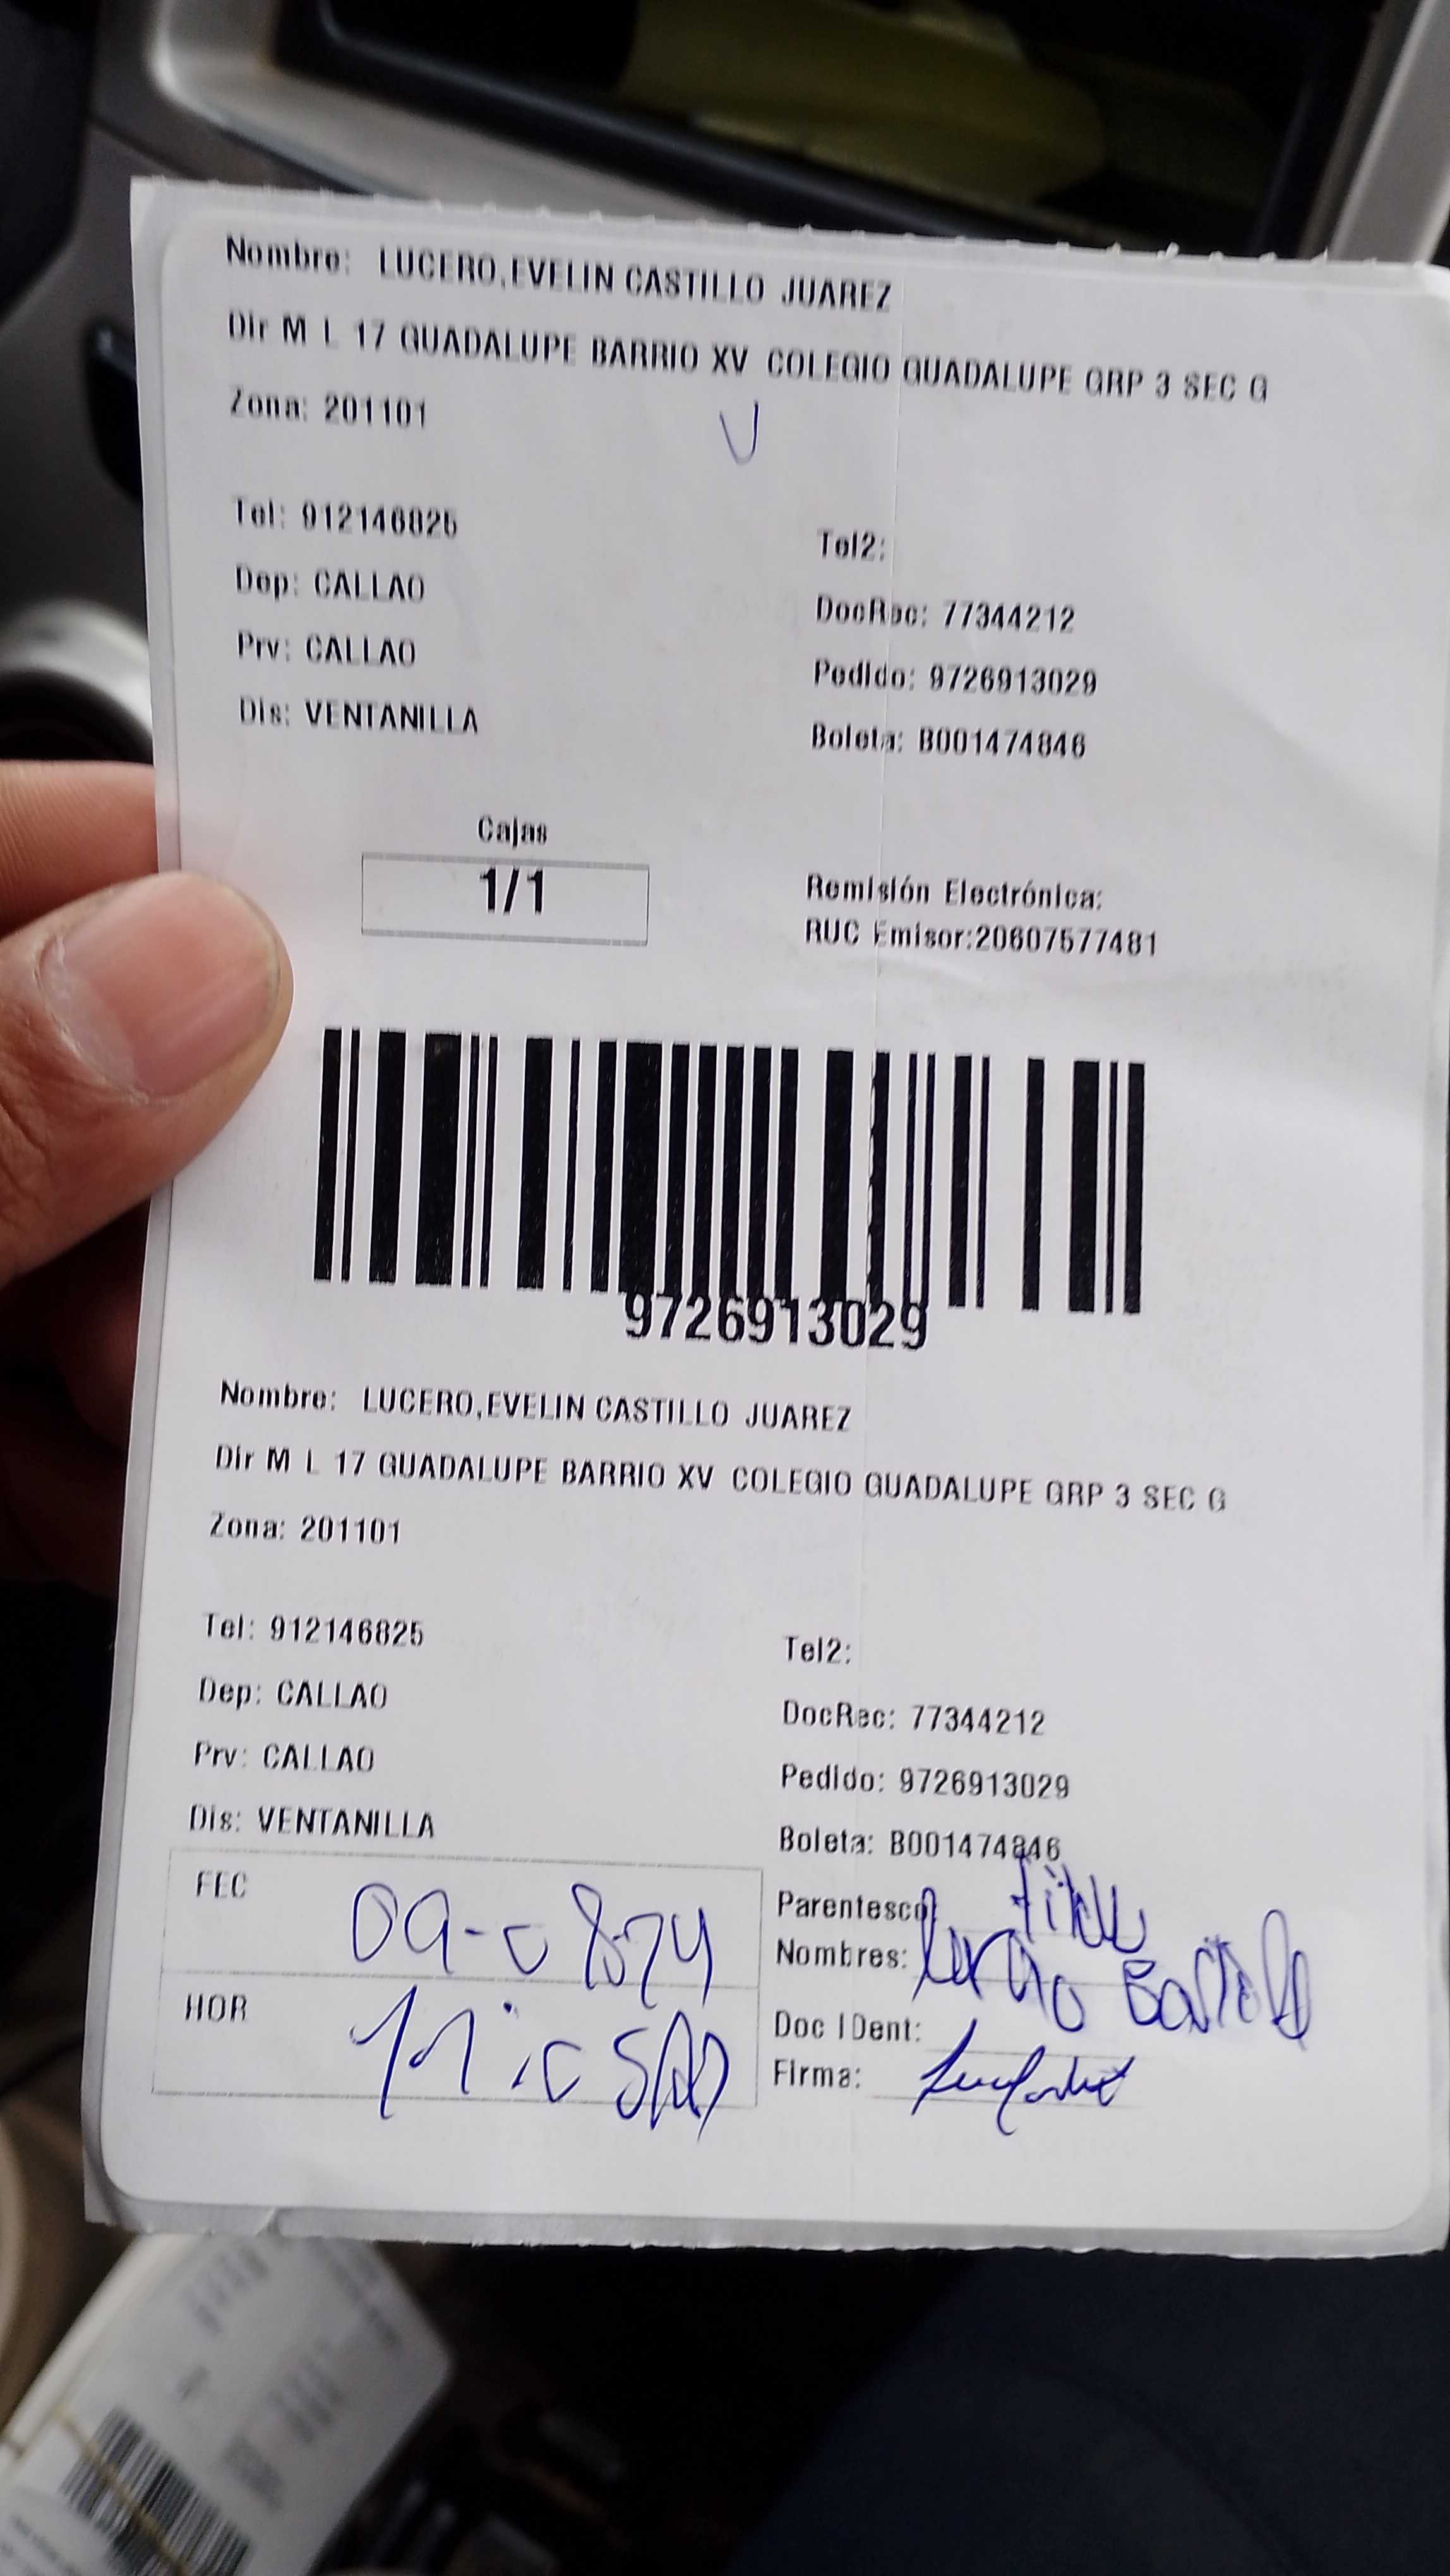 Nombre: LUCERO,EVELIN CASTILLO JUAREZ
Dir M L 17 GUADALUPE BARRIO XV COLEGIO GUADALUPE GRP 3 SEC G
Zona: 201101
Tel: 912146825
Tel2:
Dep: CALLAO
DocRec: 77344212
Prv: CALLAO
Pedido: 9726913029
Dis: VENTANILLA
Boleta: B001474846
Cajas
1/1
Remisión Electrónica:
RUC Emisor:20607577481
9726913029
Nombre: LUCERO,EVELIN CASTILLO JUAREZ
Dir M L 17 GUADALUPE BARRIO XV COLEGIO GUADALUPE GRP 3 SEC G
Zona: 201101
Tel: 912146825
Tel2:
Dep: CALLAO
DocRec: 77344212
Prv: CALLAO
Pedido: 9726913029
Dis: VENTANILLA
Boleta: B001474846
FEC
Parentesco:
Nombres:
HOR
Doc IDent:
Firma: